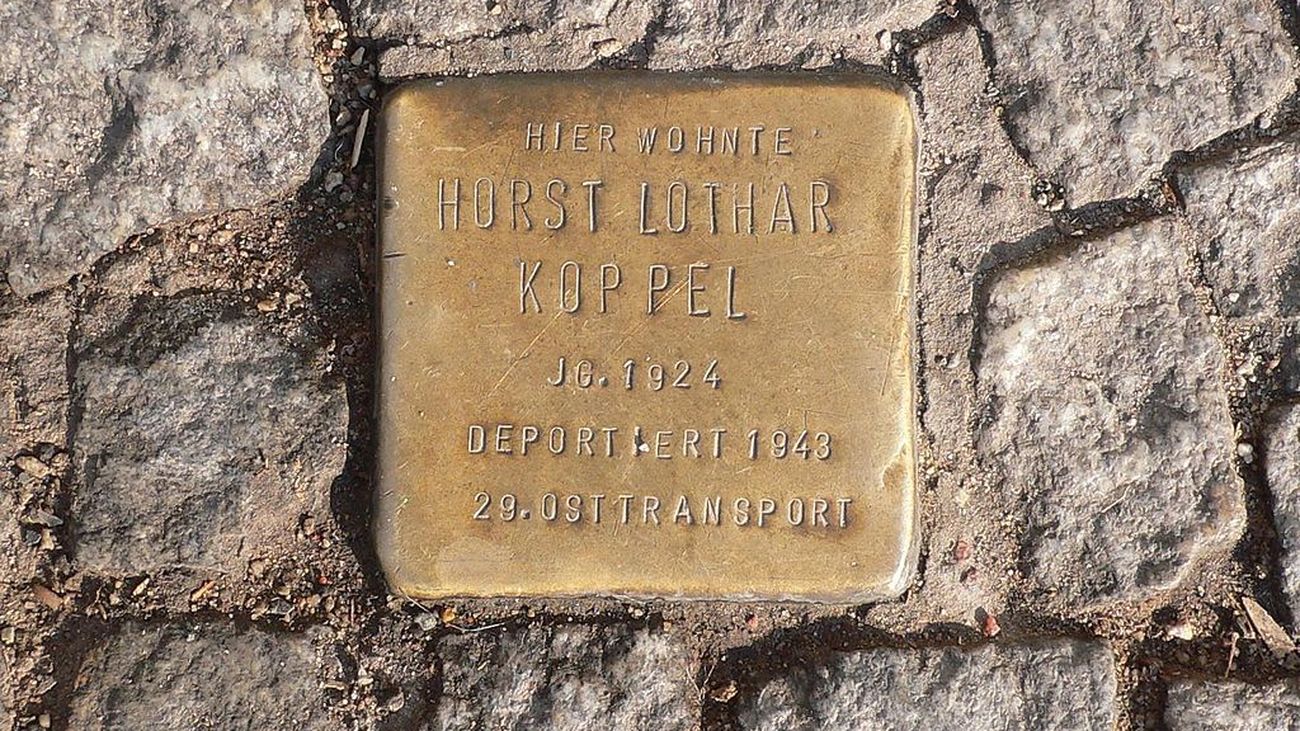 HIER WOHNTE
HORST LOTHAR
KOPPEL
JG.1924
DEPORTIERT 1943
29.OSTTRANSPORT